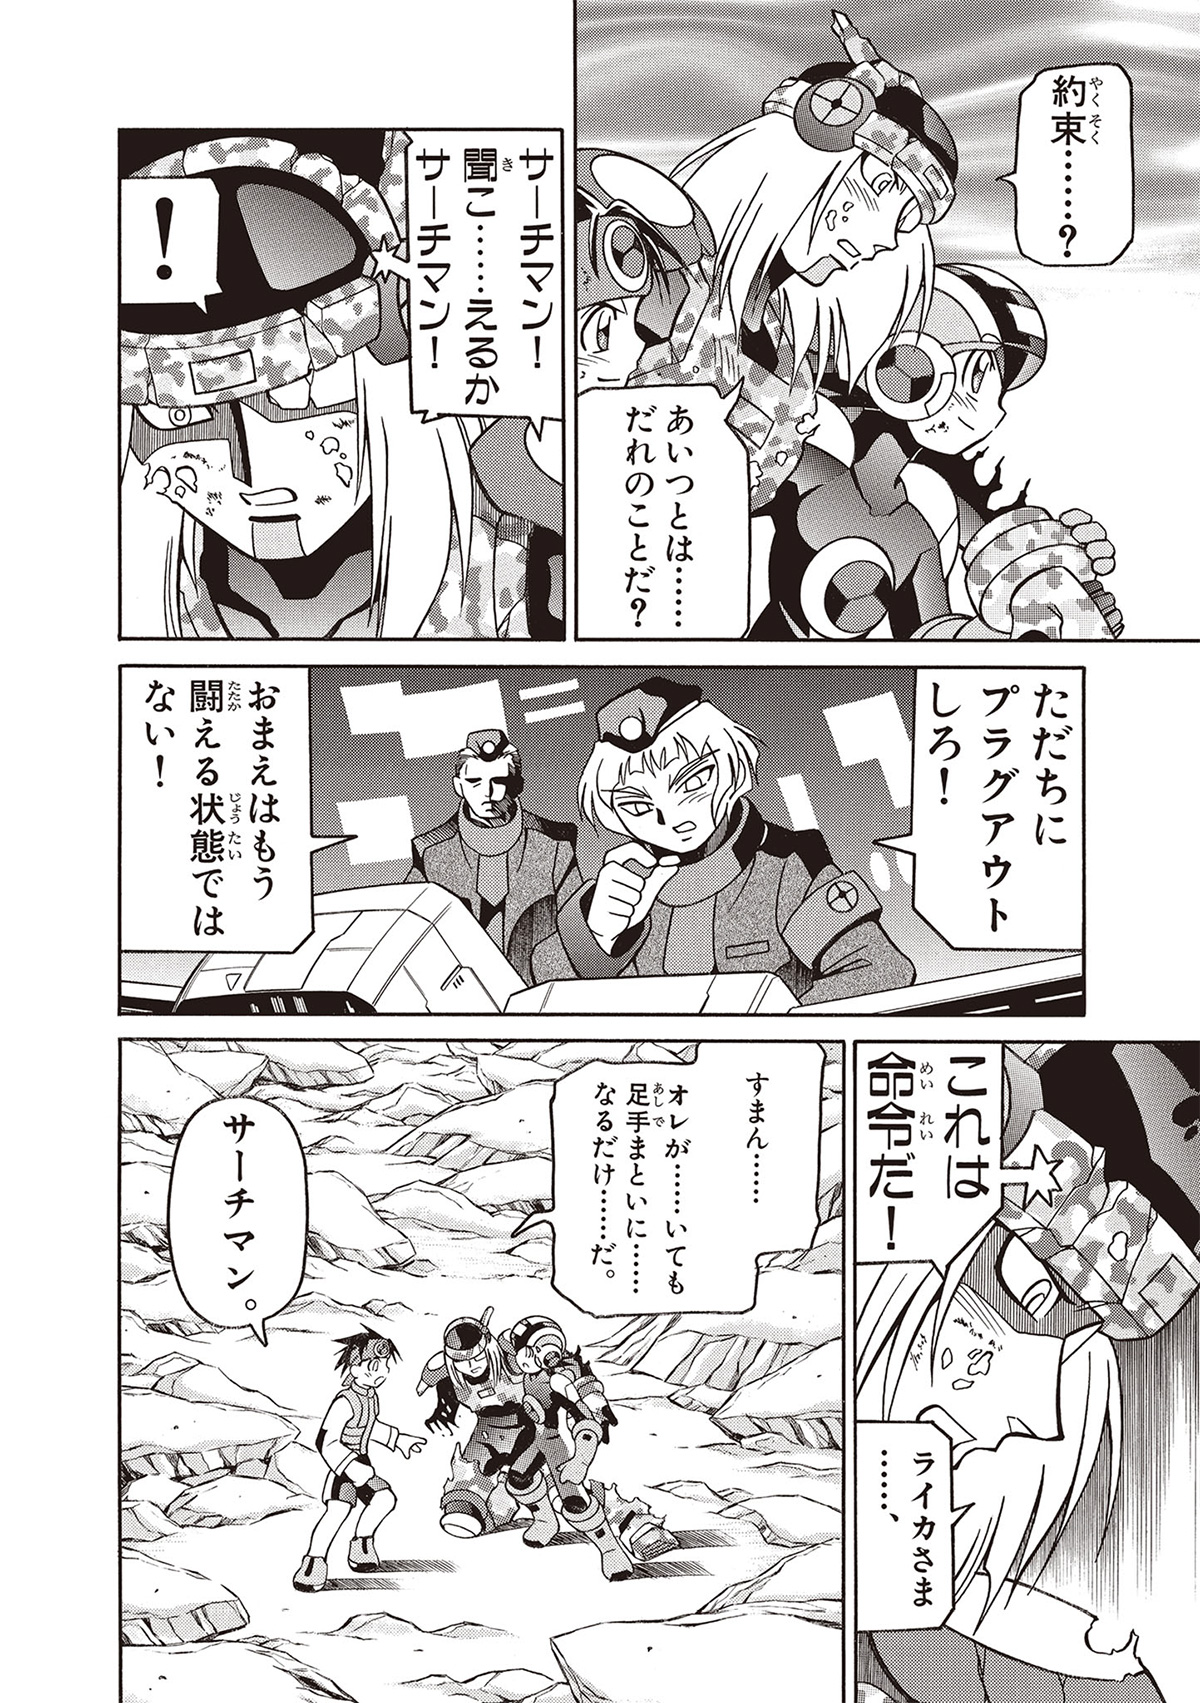 約束……？
あいつとは……
だれのことだ？
サーチマン！
聞こ……えるか
サーチマン！
！
ただちに
プラグアウト
しろ！
おまえはもう
闘える状態では
ない！
これは
命令だ！
ライカさま
……、
すまん……
オレが……いても
足手まといに……
なるだけ……だ。
サーチマン。